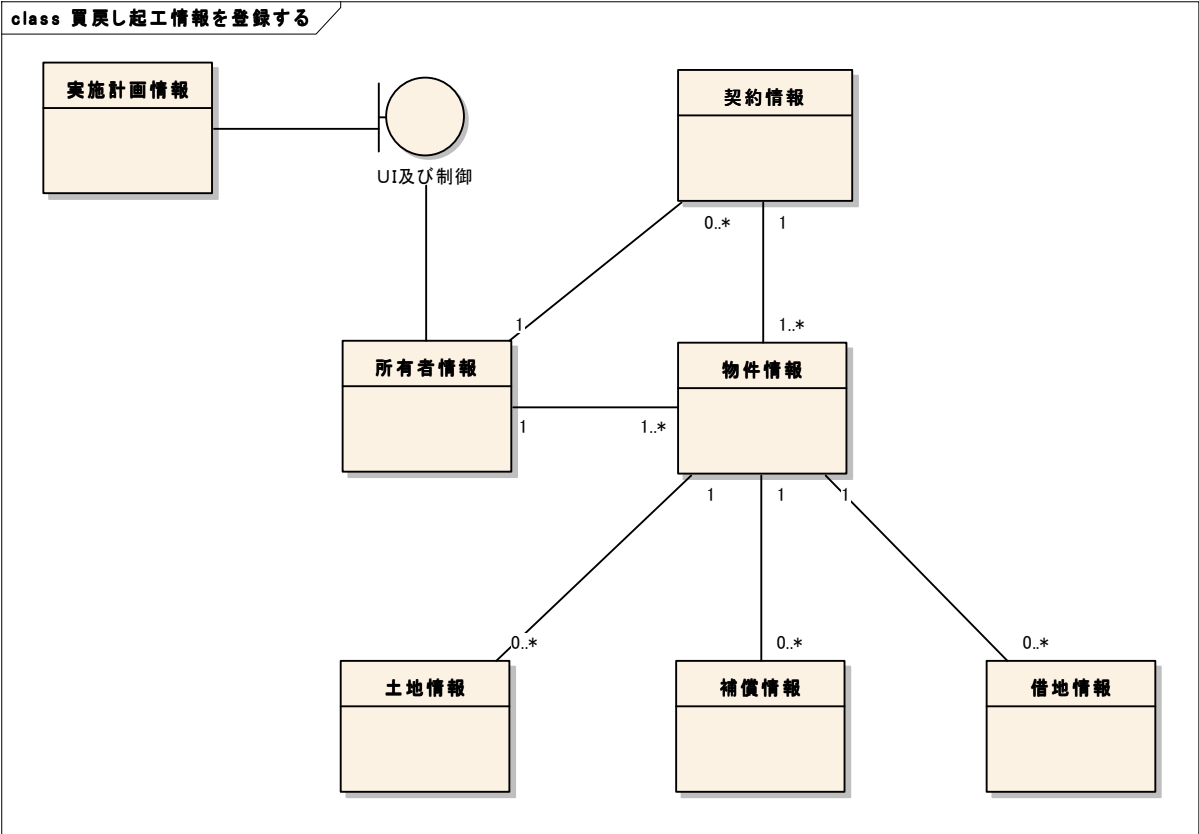 class 買戻し起工情報を登録する
実施計画情報
UI及び制御
契約情報
0..*
1
1
1..*
所有者情報
物件情報
1
1..*
1
1
1
0..*
0..*
0..*
土地情報
補償情報
借地情報